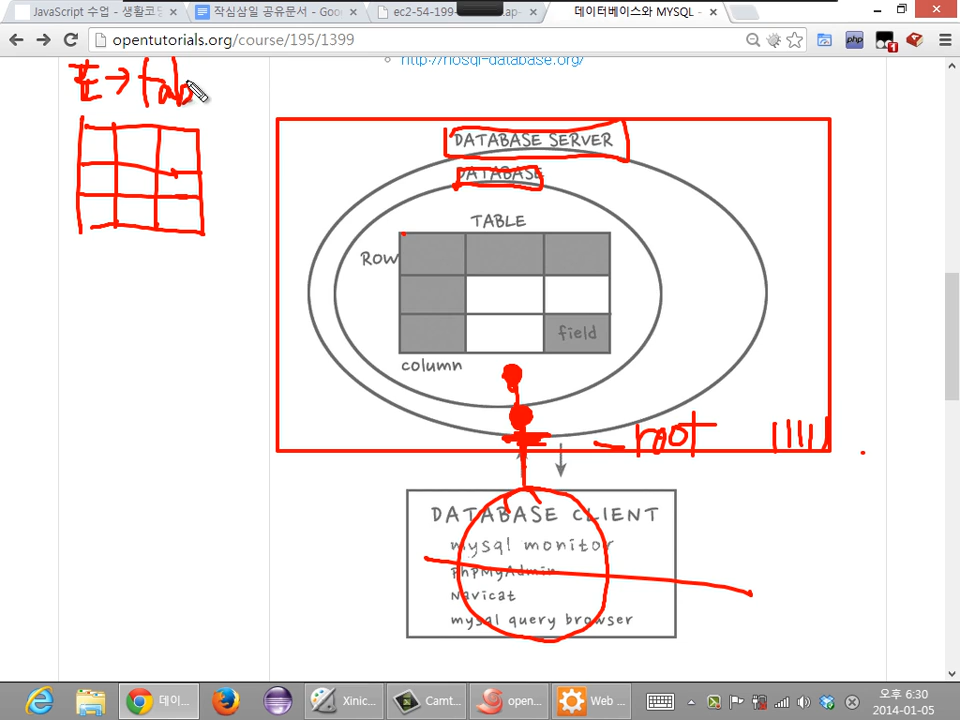 JavaScript 수업 - 생활코딩
작심삼일 공유문서 - Goo
ec2-54-199-
ap-
데이터베이스와 MYSQL -
opentutorials.org/course/195/1399
php
1
http://nosql-database.org/
표 → tab
DATABASE SERVER
DATABASE
TABLE
Row
field
column
root
DATABASE CLIENT
mysql monitor
phpMyAdmin
Navicat
mysql query browser
데이...
Xinic...
Camt...
open...
Web ...
오후 6:30
2014-01-05